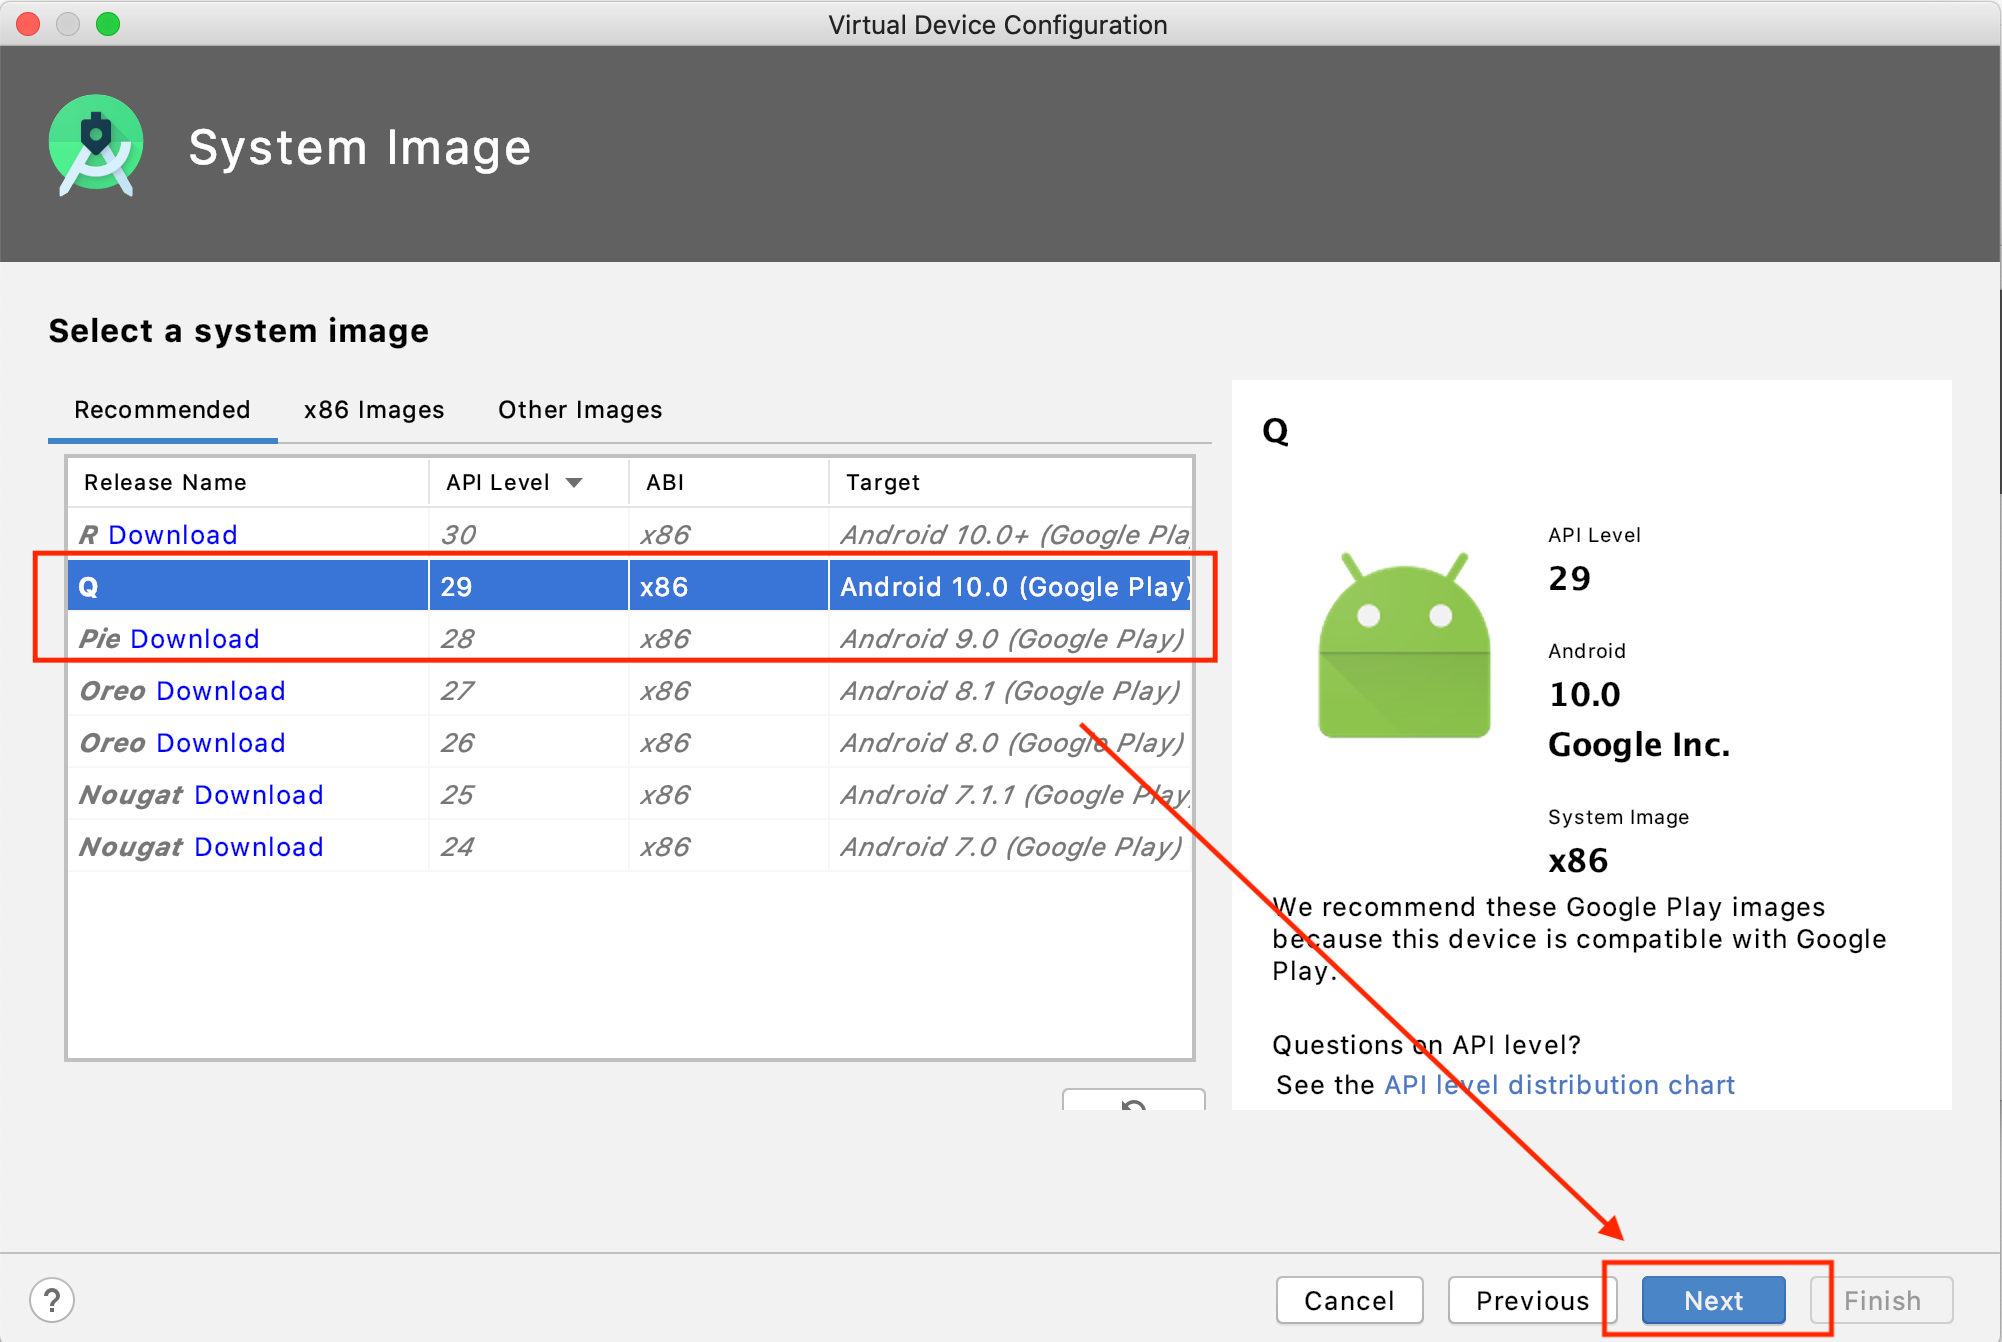 Virtual Device Configuration
System Image
Select a system image
Recommended x86 Images Other Images
Release Name API Level ABI Target
R Download 30 x86 Android 10.0+ (Google Pla
Q 29 x86 Android 10.0 (Google Play)
Pie Download 28 x86 Android 9.0 (Google Play)
Oreo Download 27 x86 Android 8.1 (Google Play)
Oreo Download 26 x86 Android 8.0 (Google Play)
Nougat Download 25 x86 Android 7.1.1 (Google Play
Nougat Download 24 x86 Android 7.0 (Google Play)
Q
API Level
29
Android
10.0
Google Inc.
System Image
x86
We recommend these Google Play images
because this device is compatible with Google
Play.
Questions on API level?
See the API level distribution chart
? Cancel Previous Next Finish